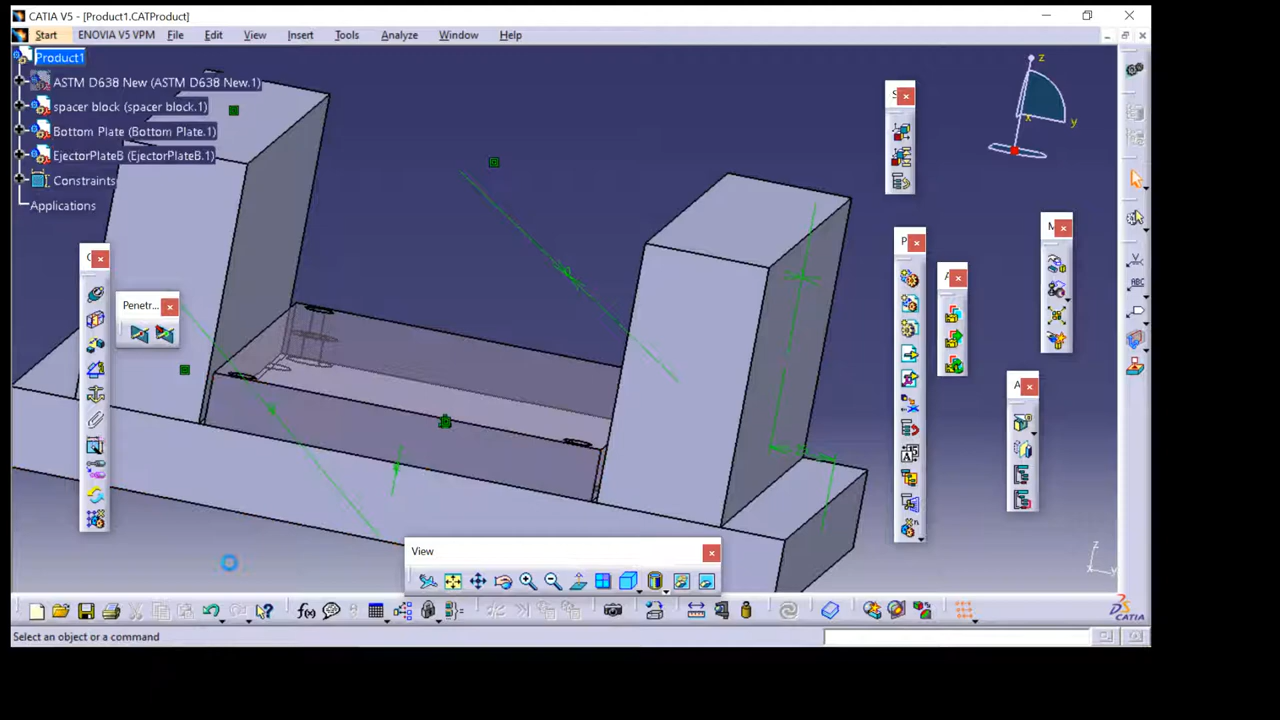 CATIA V5 - [Product1.CATProduct]
Start ENOVIA V5 VPM File Edit View Insert Tools Analyze Window Help
Product1
ASTM D638 New (ASTM D638 New.1)
spacer block (spacer block.1)
Bottom Plate (Bottom Plate.1)
EjectorPlateB (EjectorPlateB.1)
Constraints
Applications
z
y
x
Penetr...
View
f(x)
CATIA
Select an object or a command